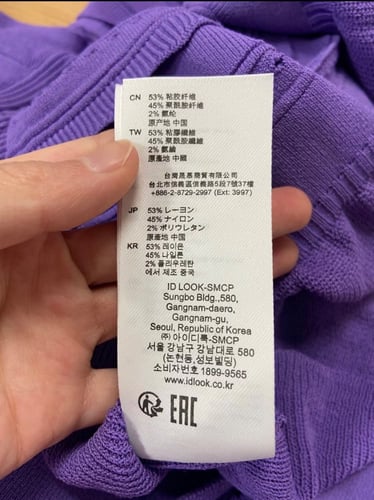 CN 53% 粘胶纤维
45% 聚酰胺纤维
2% 氨纶
原产地 中国
TW 53% 粘膠纖維
45% 聚酰胺纖維
2% 氨綸
原産地 中國
台灣晟惠商貿有限公司
台北市信義區信義路5段7號37樓
+886-2-8729-2997 (Ext: 3997)
JP 53% レーヨン
45% ナイロン
2% ポリウレタン
原産地 中国
KR 53% 레이온
45% 나일론
2% 폴리우레탄
에서 제조 중국
ID LOOK-SMCP
Sungbo Bldg.,580,
Gangnam-daero,
Gangnam-gu,
Seoul, Republic of Korea
㈜ 아이디룩-SMCP
서울 강남구 강남대로 580
(논현동,성보빌딩)
소비자번호 1899-9565
www.idlook.co.kr
EAC